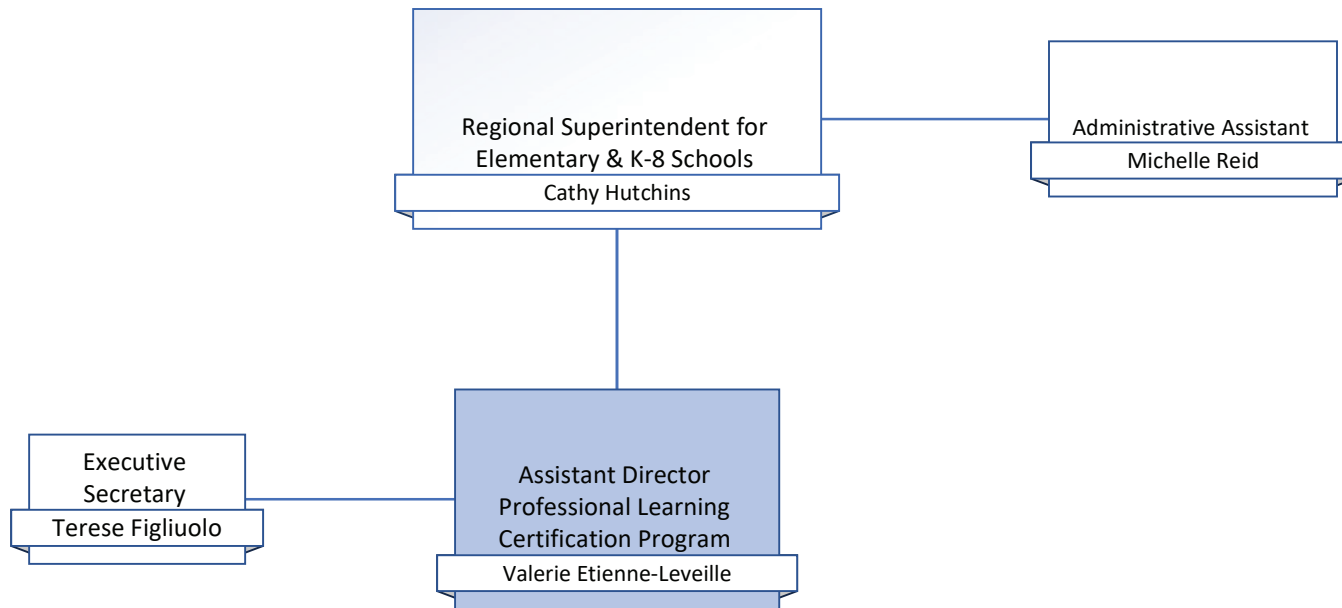 Regional Superintendent for
Elementary & K-8 Schools
Cathy Hutchins
Administrative Assistant
Michelle Reid
Executive
Secretary
Terese Figliuolo
Assistant Director
Professional Learning
Certification Program
Valerie Etienne-Leveille